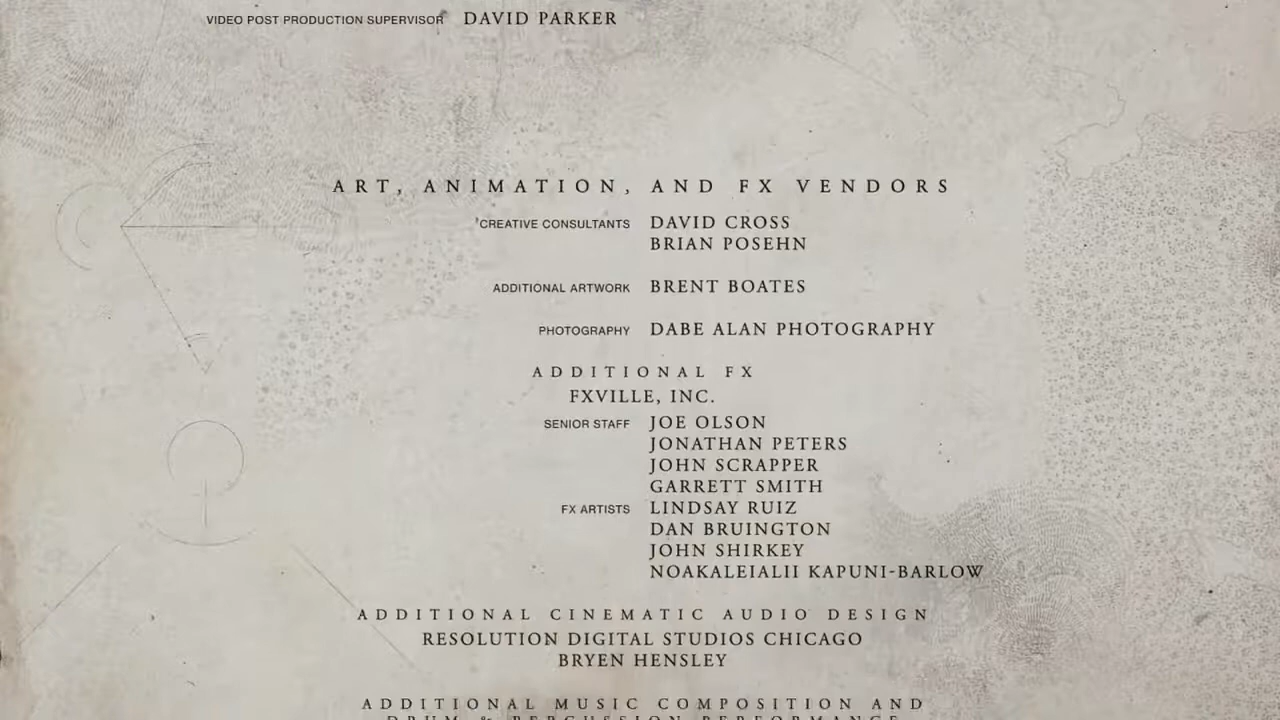 VIDEO POST PRODUCTION SUPERVISOR DAVID PARKER
ART, ANIMATION, AND FX VENDORS
CREATIVE CONSULTANTS DAVID CROSS
BRIAN POSEHN
ADDITIONAL ARTWORK BRENT BOATES
PHOTOGRAPHY DABE ALAN PHOTOGRAPHY
ADDITIONAL FX
FXVILLE, INC.
SENIOR STAFF JOE OLSON
JONATHAN PETERS
JOHN SCRAPPER
GARRETT SMITH
FX ARTISTS LINDSAY RUIZ
DAN BRUINGTON
JOHN SHIRKEY
NOAKALEIALII KAPUNI-BARLOW
ADDITIONAL CINEMATIC AUDIO DESIGN
RESOLUTION DIGITAL STUDIOS CHICAGO
BRYEN HENSLEY
ADDITIONAL MUSIC COMPOSITION AND
DRUM & PERCUSSION PERFORMANCE